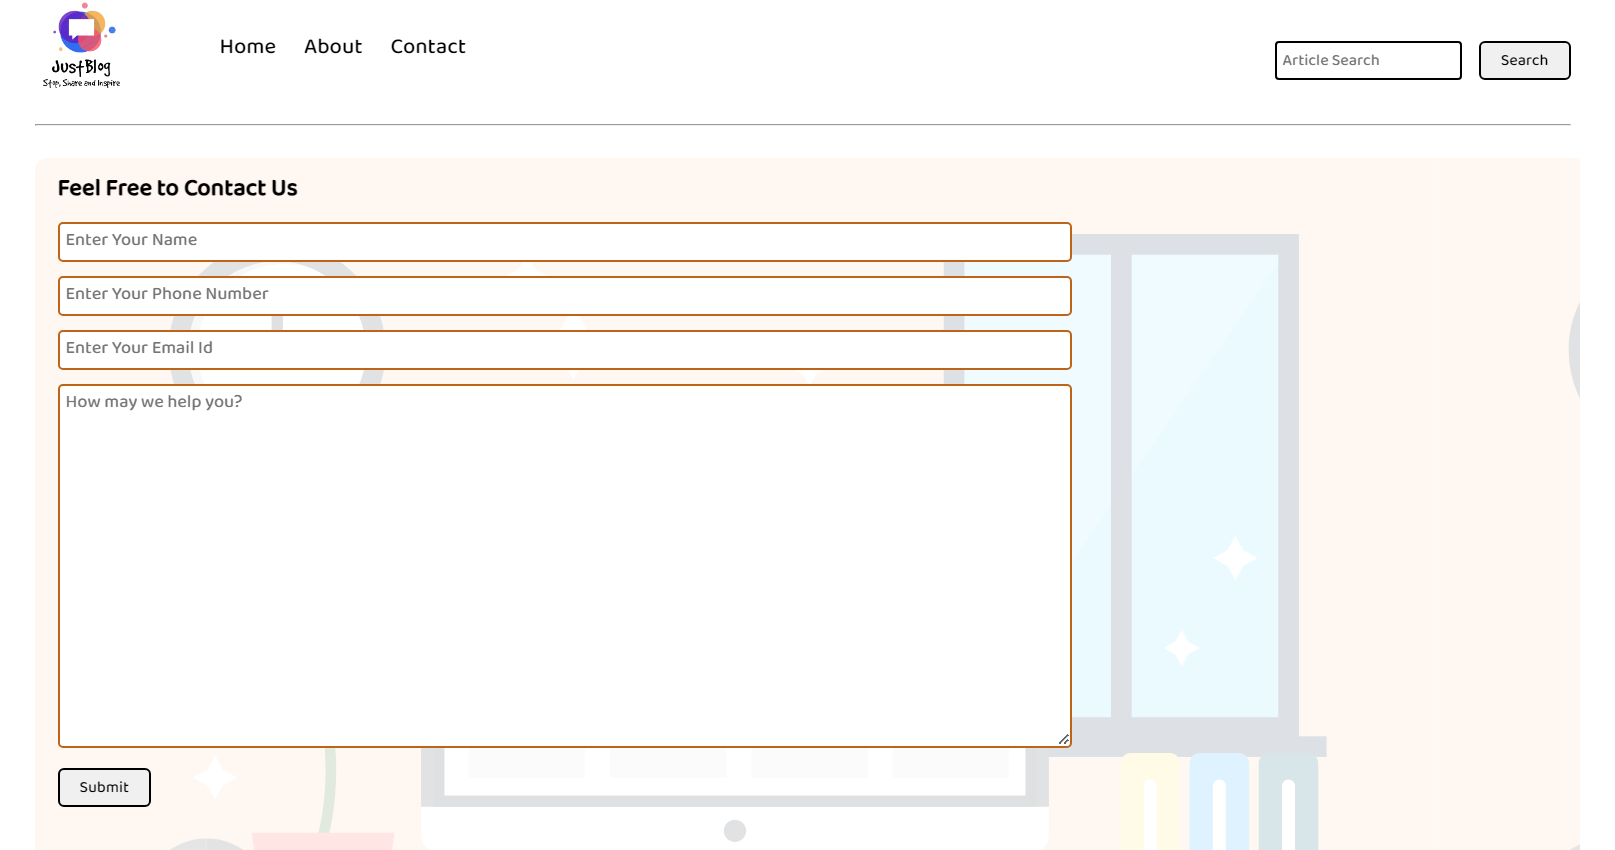 JustBlog
Stop, Share and Inspire
Home About Contact
Article Search
Search
Feel Free to Contact Us
Enter Your Name
Enter Your Phone Number
Enter Your Email Id
How may we help you?
Submit